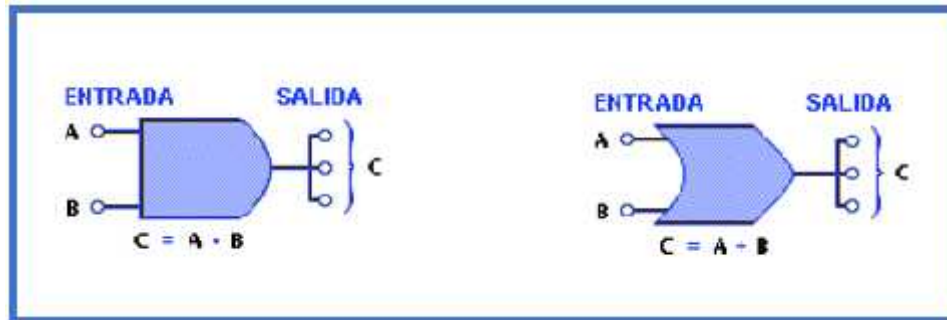 ENTRADA SALIDA
A
C
B
C = A · B
ENTRADA SALIDA
A
C
B
C = A + B